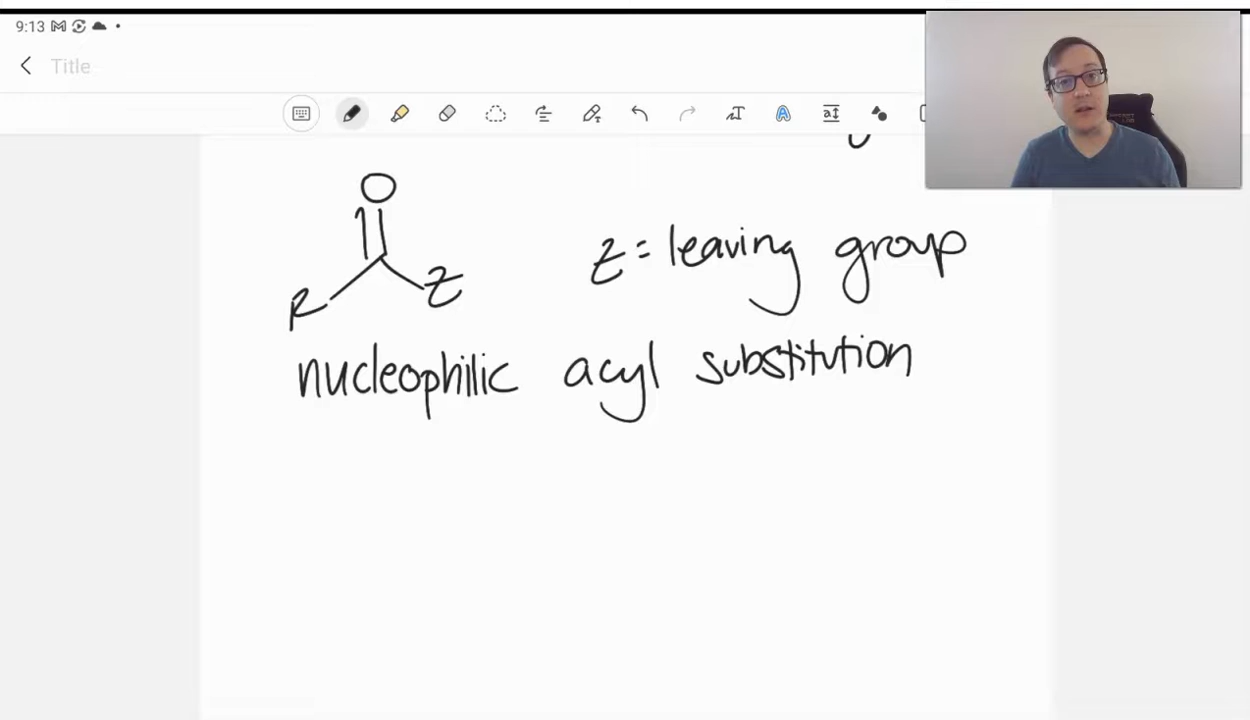 9:13
Title
O
z = leaving group
R z
nucleophilic acyl substitution